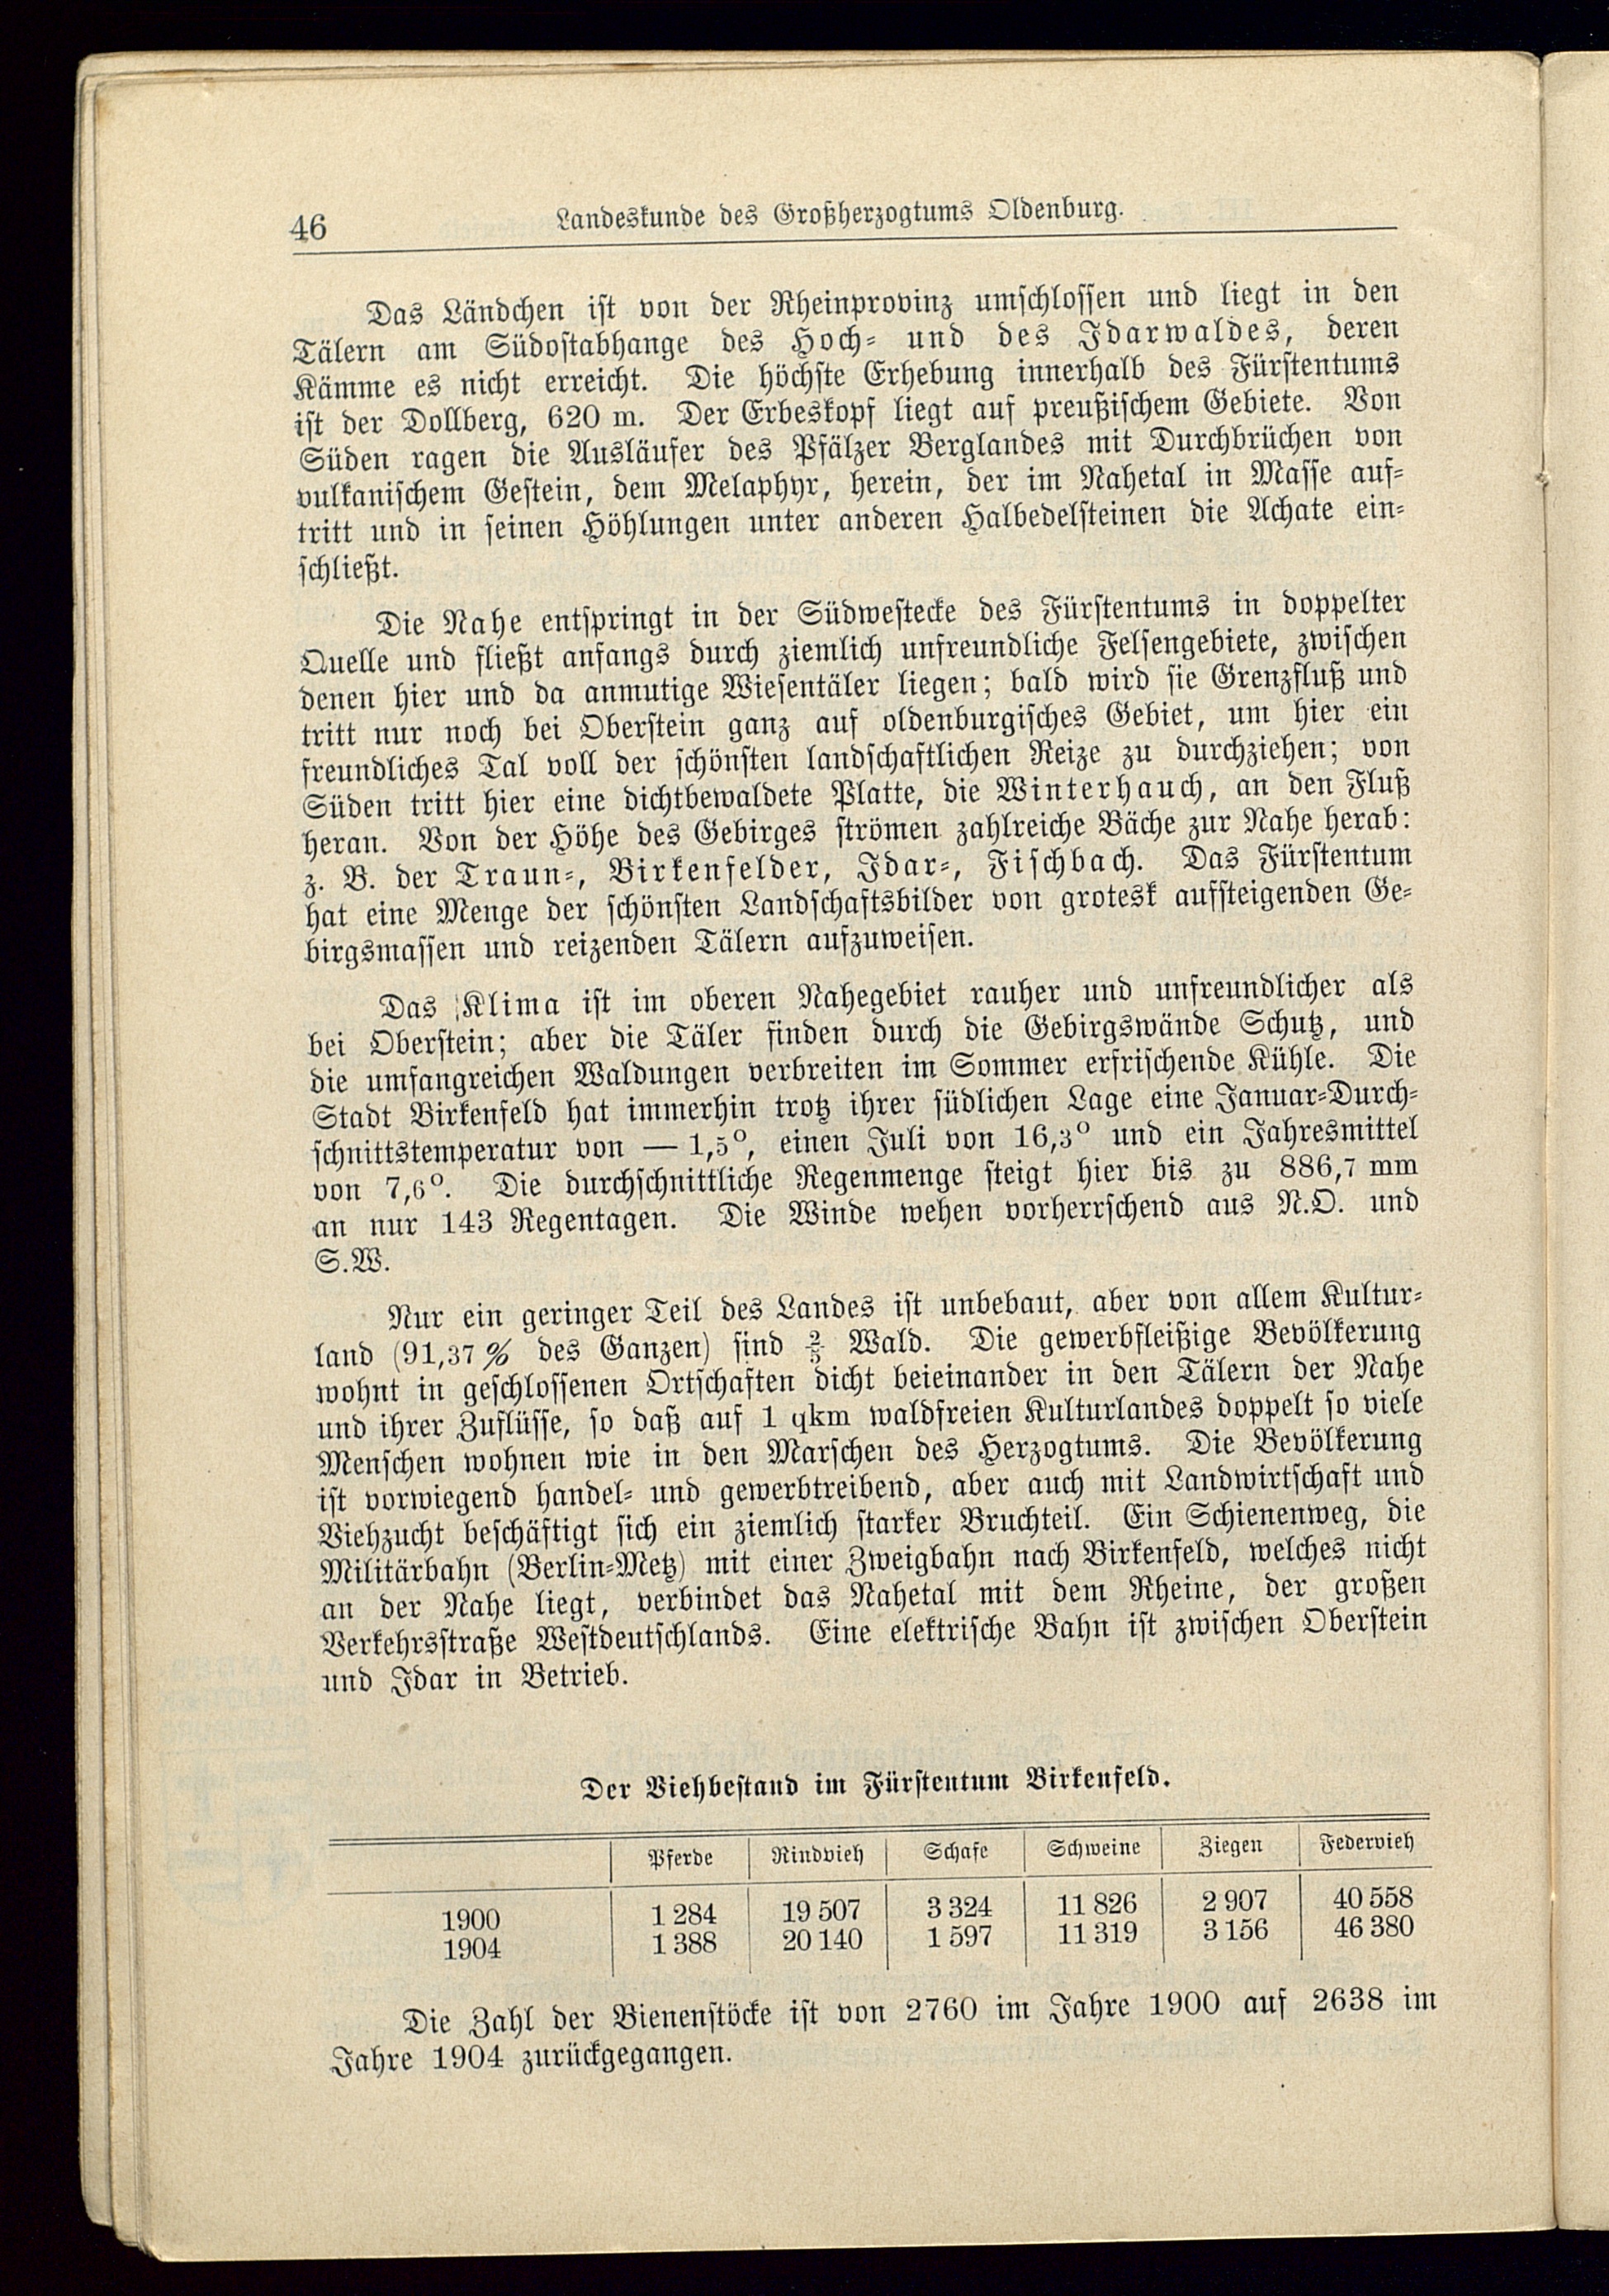 46
Landeskunde des Großherzogtums Oldenburg.
Das Ländchen ist von der Rheinprovinz umschlossen und liegt in den
Tälern am Südostabhange des Hoch- und des Idarwaldes, deren
Kämme es nicht erreicht. Die höchste Erhebung innerhalb des Fürstentums
ist der Dollberg, 620 m. Der Erbeskopf liegt auf preußischem Gebiete. Von
Süden ragen die Ausläufer des Pfälzer Berglandes mit Durchbrüchen von
vulkanischem Gestein, dem Melaphyr, herein, der im Nahetal in Masse auf-
tritt und in seinen Höhlungen unter anderen Halbedelsteinen die Achate ein-
schließt.
Die Nahe entspringt in der Südwestecke des Fürstentums in doppelter
Quelle und fließt anfangs durch ziemlich unfreundliche Felsengebiete, zwischen
denen hier und da anmutige Wiesentäler liegen; bald wird sie Grenzfluß und
tritt nur noch bei Oberstein ganz auf oldenburgisches Gebiet, um hier ein
freundliches Tal voll der schönsten landschaftlichen Reize zu durchziehen; von
Süden tritt hier eine dichtbewaldete Platte, die Winterhauch, an den Fluß
heran. Von der Höhe des Gebirges strömen zahlreiche Bäche zur Nahe herab:
z. B. der Traun-, Birkenfelder, Idar-, Fischbach. Das Fürstentum
hat eine Menge der schönsten Landschaftsbilder von grotesk aufsteigenden Ge-
birgsmassen und reizenden Tälern aufzuweisen.
Das Klima ist im oberen Nahegebiet rauher und unfreundlicher als
bei Oberstein; aber die Täler finden durch die Gebirgswände Schutz, und
die umfangreichen Waldungen verbreiten im Sommer erfrischende Kühle. Die
Stadt Birkenfeld hat immerhin trotz ihrer südlichen Lage eine Januar-Durch-
schnittstemperatur von — 1,5°, einen Juli von 16,3° und ein Jahresmittel
von 7,6°. Die durchschnittliche Regenmenge steigt hier bis zu 886,7 mm
an nur 143 Regentagen. Die Winde wehen vorherrschend aus N.O. und
S.W.
Nur ein geringer Teil des Landes ist unbebaut, aber von allem Kultur-
land (91,37 % des Ganzen) sind 2/5 Wald. Die gewerbfleißige Bevölkerung
wohnt in geschlossenen Ortschaften dicht beieinander in den Tälern der Nahe
und ihrer Zuflüsse, so daß auf 1 qkm waldfreien Kulturlandes doppelt so viele
Menschen wohnen wie in den Marschen des Herzogtums. Die Bevölkerung
ist vorwiegend handel- und gewerbtreibend, aber auch mit Landwirtschaft und
Viehzucht beschäftigt sich ein ziemlich starker Bruchteil. Ein Schienenweg, die
Militärbahn (Berlin-Metz) mit einer Zweigbahn nach Birkenfeld, welches nicht
an der Nahe liegt, verbindet das Nahetal mit dem Rheine, der großen
Verkehrsstraße Westdeutschlands. Eine elektrische Bahn ist zwischen Oberstein
und Idar in Betrieb.
Der Viehbestand im Fürstentum Birkenfeld.
Pferde Rindvieh Schafe Schweine Ziegen Federvieh
1900 1 284 19 507 3 324 11 826 2 907 40 558
1904 1 388 20 140 1 597 11 319 3 156 46 380
Die Zahl der Bienenstöcke ist von 2760 im Jahre 1900 auf 2638 im
Jahre 1904 zurückgegangen.